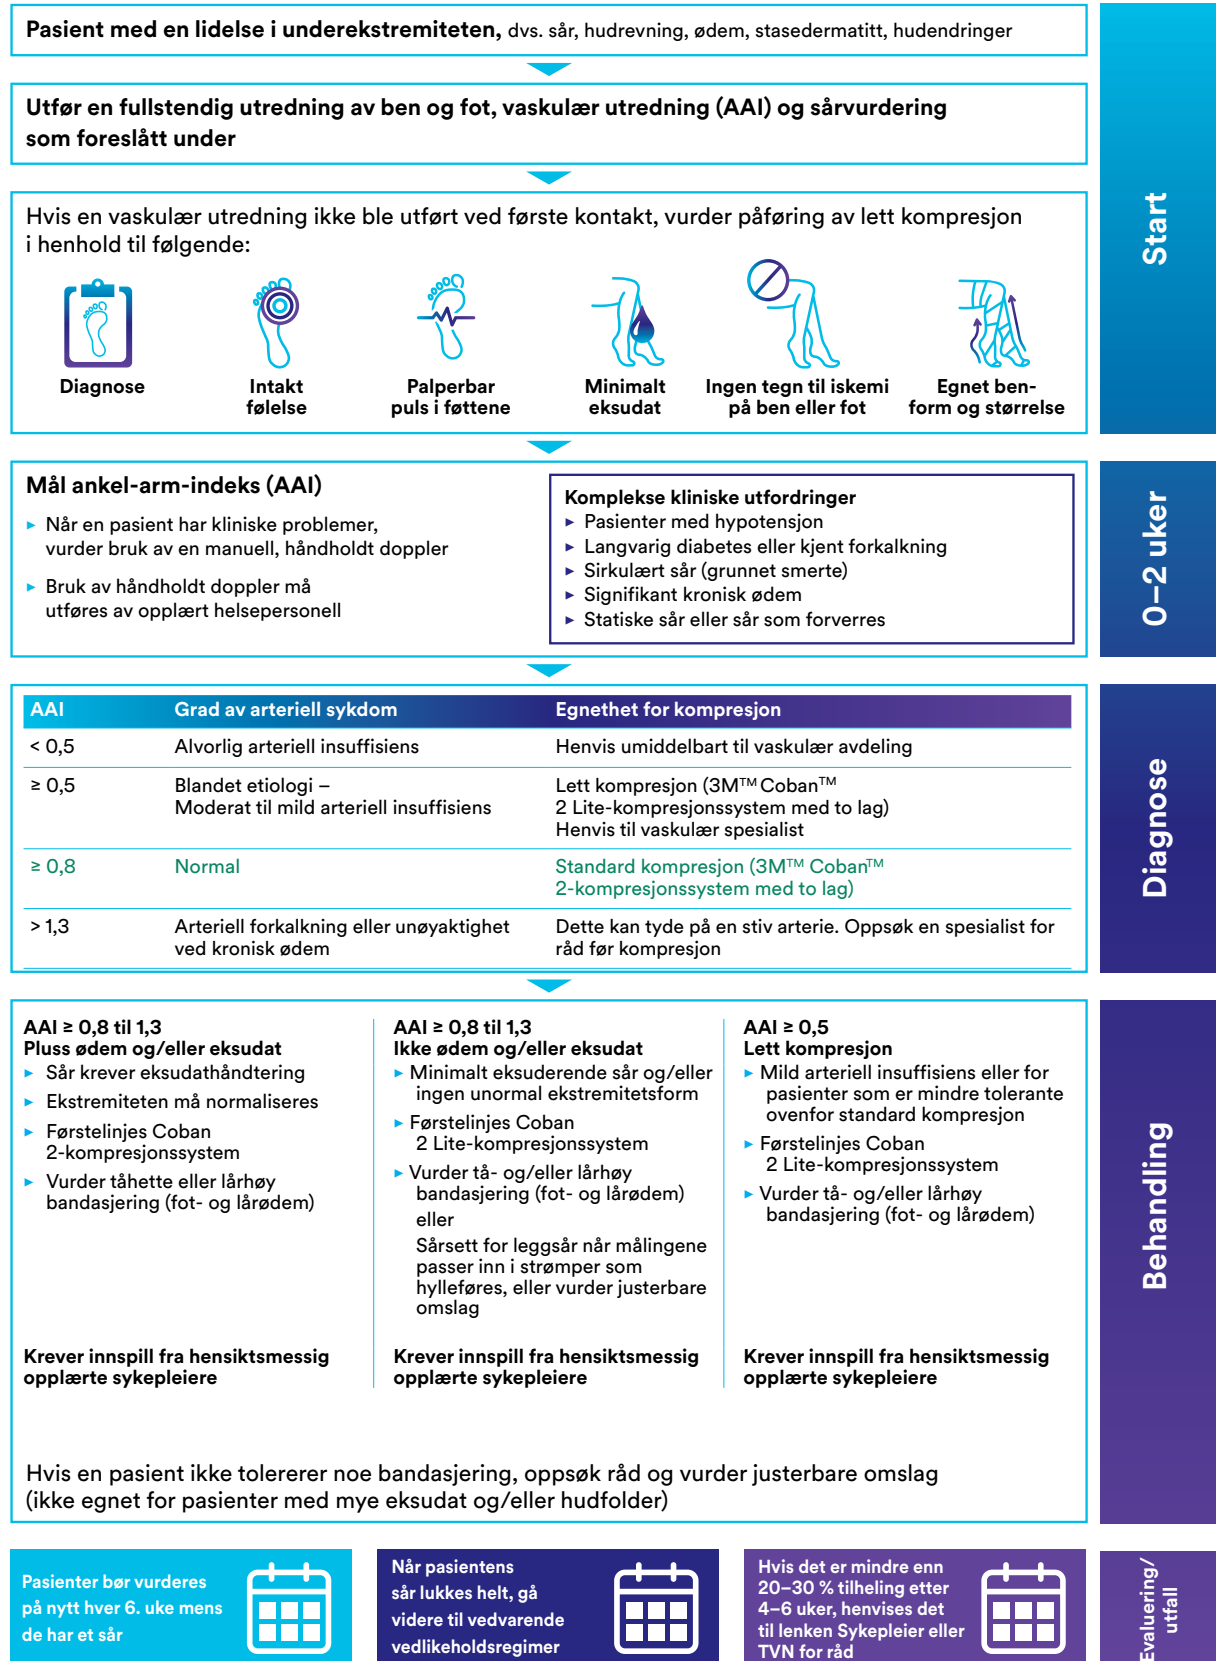 Pasient med en lidelse i underekstremiteten, dvs. sår, hudrevning, ødem, stasedermatitt, hudendringer
Utfør en fullstendig utredning av ben og fot, vaskulær utredning (AAI) og sårvurdering
som foreslått under
Hvis en vaskulær utredning ikke ble utført ved første kontakt, vurder påføring av lett kompresjon
i henhold til følgende:
Diagnose
Intakt
følelse
Palperbar
puls i føttene
Minimalt
eksudat
Ingen tegn til iskemi
på ben eller fot
Egnet ben-
form og størrelse
Start
Mål ankel-arm-indeks (AAI)
► Når en pasient har kliniske problemer,
vurder bruk av en manuell, håndholdt doppler
► Bruk av håndholdt doppler må
utføres av opplært helsepersonell
Komplekse kliniske utfordringer
► Pasienter med hypotensjon
► Langvarig diabetes eller kjent forkalkning
► Sirkulært sår (grunnet smerte)
► Signifikant kronisk ødem
► Statiske sår eller sår som forverres
0–2 uker
AAI Grad av arteriell sykdom Egnethet for kompresjon
< 0,5 Alvorlig arteriell insuffisiens Henvis umiddelbart til vaskulær avdeling
≥ 0,5 Blandet etiologi – Lett kompresjon (3M™ Coban™
Moderat til mild arteriell insuffisiens 2 Lite-kompresjonssystem med to lag)
Henvis til vaskulær spesialist
≥ 0,8 Normal Standard kompresjon (3M™ Coban™
2-kompresjonssystem med to lag)
> 1,3 Arteriell forkalkning eller unøyaktighet Dette kan tyde på en stiv arterie. Oppsøk en spesialist for
ved kronisk ødem råd før kompresjon
Diagnose
AAI ≥ 0,8 til 1,3
Pluss ødem og/eller eksudat
► Sår krever eksudathåndtering
► Ekstremiteten må normaliseres
► Førstelinjes Coban
2-kompresjonssystem
► Vurder tåhette eller lårhøy
bandasjering (fot- og lårødem)
Krever innspill fra hensiktsmessig
opplærte sykepleiere
AAI ≥ 0,8 til 1,3
Ikke ødem og/eller eksudat
► Minimalt eksuderende sår og/eller
ingen unormal ekstremitetsform
► Førstelinjes Coban
2 Lite-kompresjonssystem
► Vurder tå- og/eller lårhøy
bandasjering (fot- og lårødem)
eller
Sårsett for leggsår når målingene
passer inn i strømper som
hylleføres, eller vurder justerbare
omslag
Krever innspill fra hensiktsmessig
opplærte sykepleiere
AAI ≥ 0,5
Lett kompresjon
► Mild arteriell insuffisiens eller for
pasienter som er mindre tolerante
ovenfor standard kompresjon
► Førstelinjes Coban
2 Lite-kompresjonssystem
► Vurder tå- og/eller lårhøy
bandasjering (fot- og lårødem)
Krever innspill fra hensiktsmessig
opplærte sykepleiere
Hvis en pasient ikke tolererer noe bandasjering, oppsøk råd og vurder justerbare omslag
(ikke egnet for pasienter med mye eksudat og/eller hudfolder)
Behandling
Pasienter bør vurderes
på nytt hver 6. uke mens
de har et sår
Når pasientens
sår lukkes helt, gå
videre til vedvarende
vedlikeholdsregimer
Hvis det er mindre enn
20–30 % tilheling etter
4–6 uker, henvises det
til lenken Sykepleier eller
TVN for råd
Evaluering/
utfall